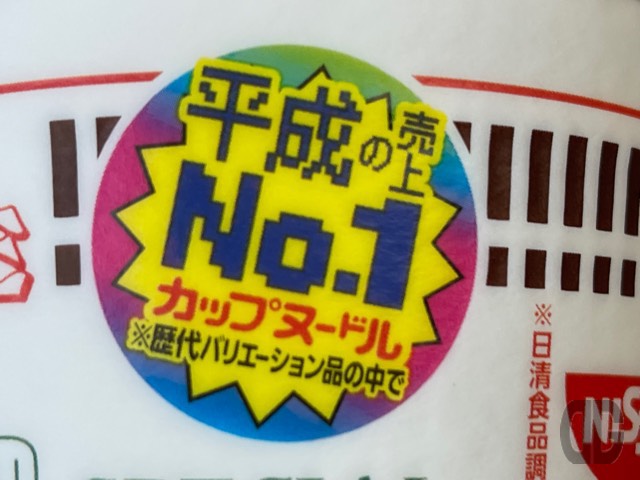 平成の売上
No.1
カップヌードル
※歴代バリエーション品の中で
※日清食品調